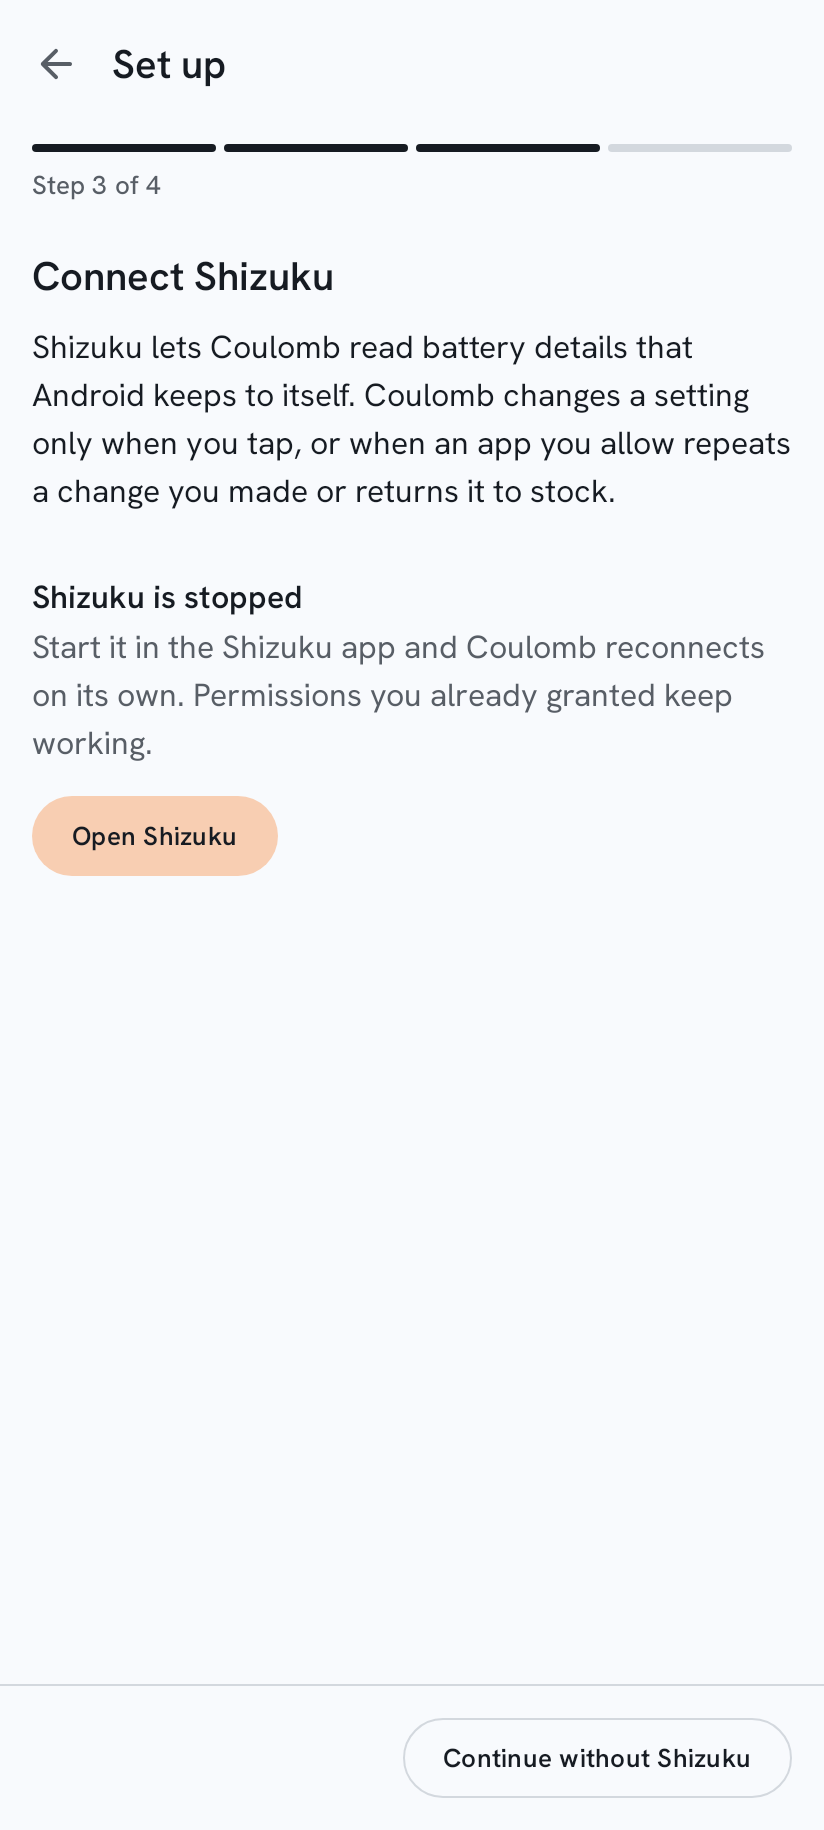 Set up
Step 3 of 4
Connect Shizuku
Shizuku lets Coulomb read battery details that
Android keeps to itself. Coulomb changes a setting
only when you tap, or when an app you allow repeats
a change you made or returns it to stock.
Shizuku is stopped
Start it in the Shizuku app and Coulomb reconnects
on its own. Permissions you already granted keep
working.
Open Shizuku
Continue without Shizuku